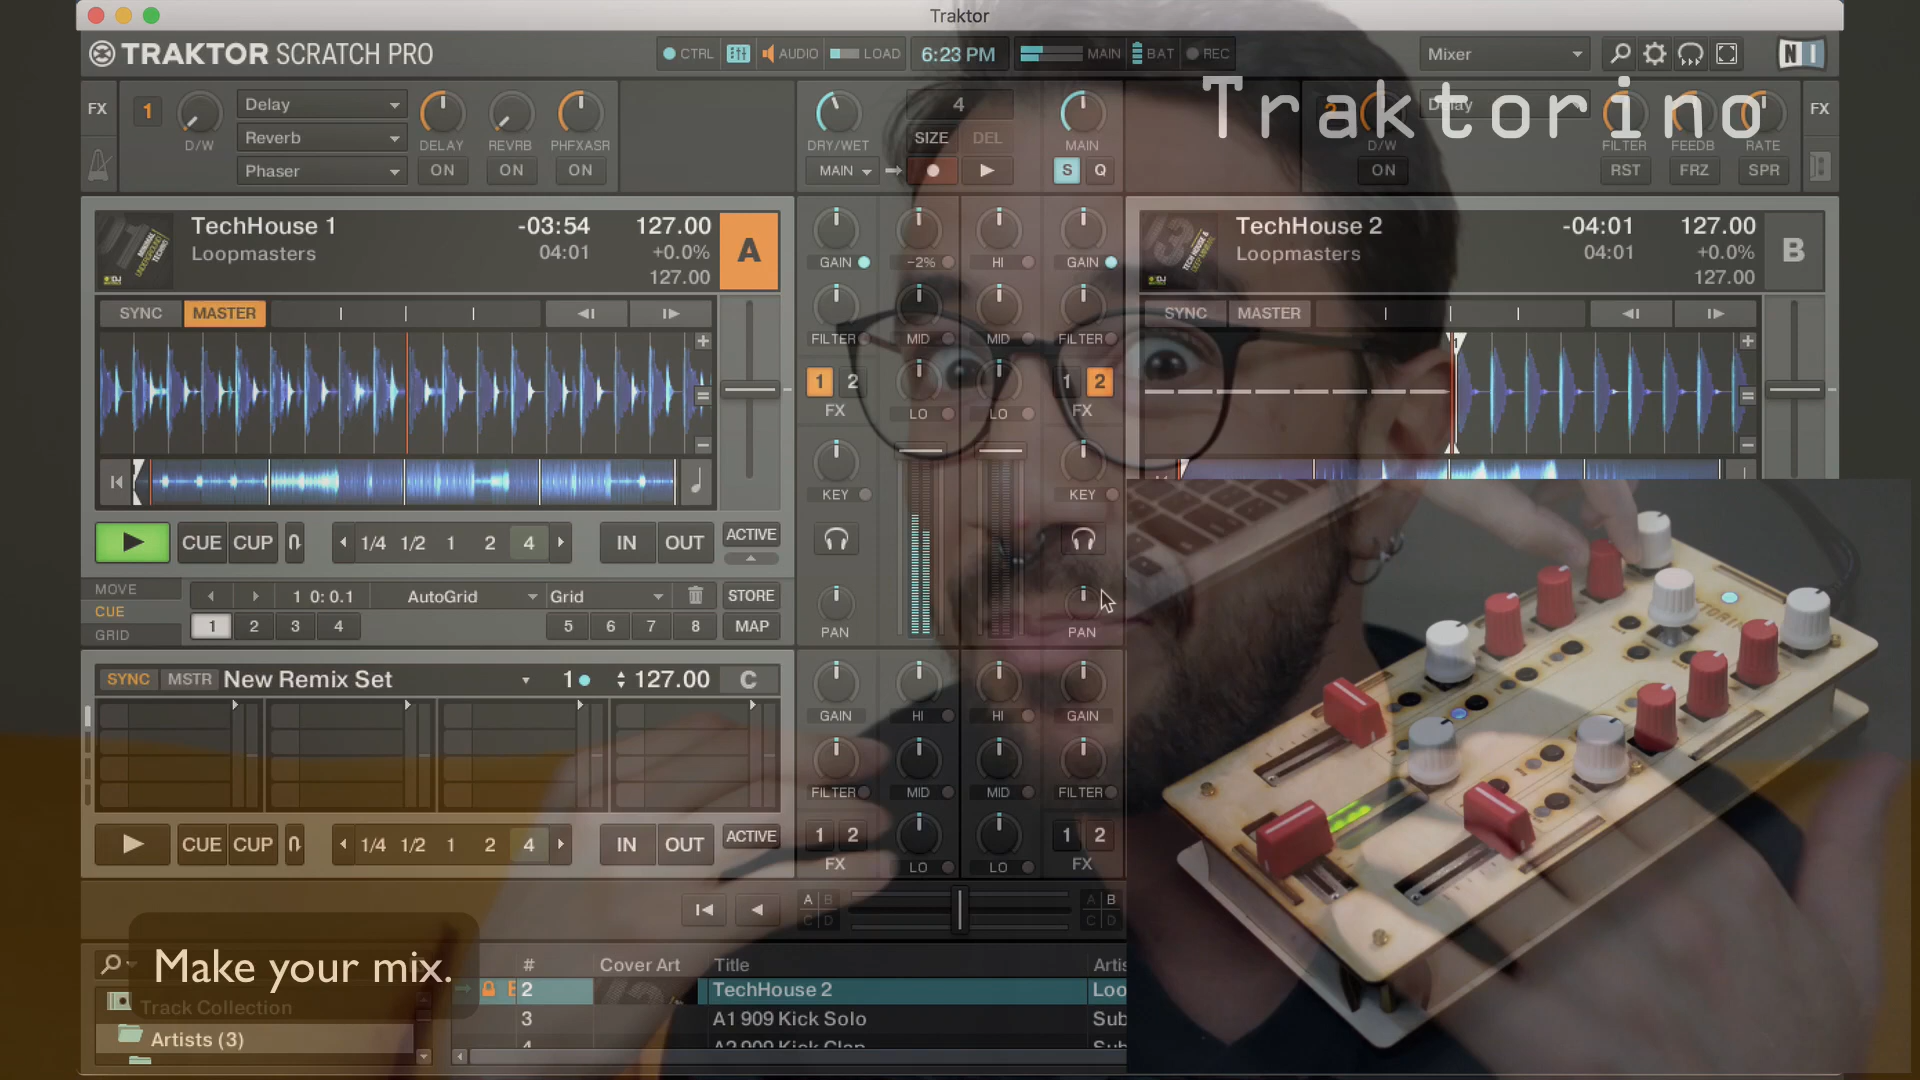 Traktor
TRAKTOR SCRATCH PRO
CTRL AUDIO LOAD 6:23 PM MAIN BAT REC
Mixer
NI
Traktorino
FX 1 D/W
Delay
Reverb
Phaser
DELAY REVRB PHFXASR
ON ON ON
DRY/WET
MAIN
4
SIZE DEL
MAIN
S Q
2 Delay
D/W FILTER FEEDB RATE
ON RST FRZ SPR
FX
TechHouse 1 -03:54 127.00
Loopmasters 04:01 +0.0%
127.00
A
SYNC MASTER
CUE CUP 1/4 1/2 1 2 4 IN OUT ACTIVE
MOVE
CUE
GRID
1 0: 0.1 AutoGrid Grid STORE
1 2 3 4 5 6 7 8 MAP
GAIN -2% HI GAIN
FILTER MID MID FILTER
1 2 1 2
FX LO LO FX
KEY KEY
PAN PAN
TechHouse 2 -04:01 127.00
Loopmasters 04:01 +0.0%
127.00
B
SYNC MASTER
1
SYNC MSTR New Remix Set 1 127.00 C
CUE CUP 1/4 1/2 1 2 4 IN OUT ACTIVE
GAIN HI HI GAIN
FILTER MID MID FILTER
1 2 1 2
FX LO LO FX
A B
C D
A B
C D
Make your mix.
Track Collection
Artists (3)
# Cover Art Title
2 TechHouse 2 Loo
3 A1 909 Kick Solo Sub